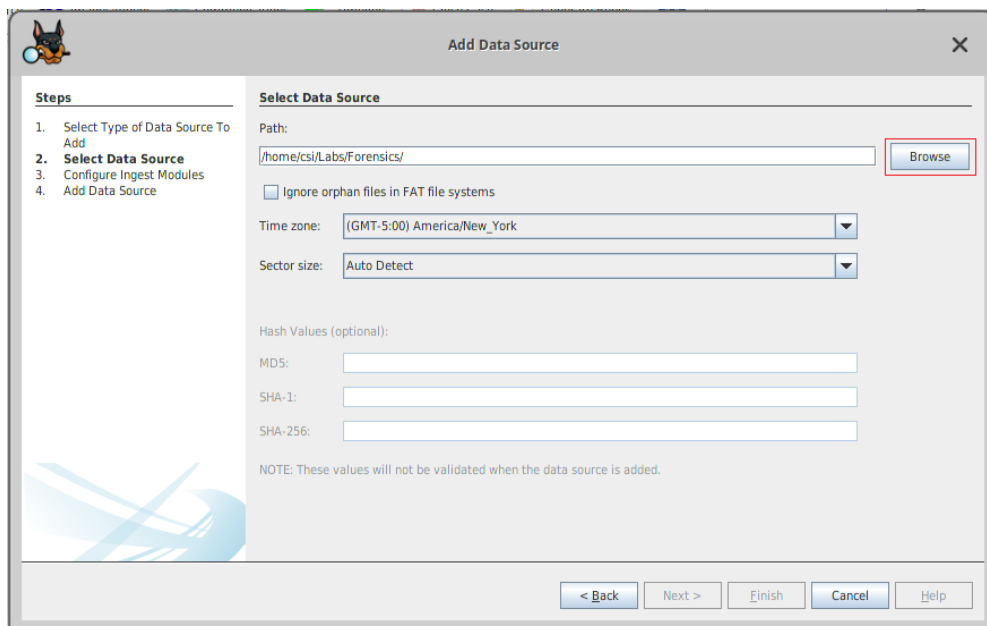 Add Data Source
Steps
1. Select Type of Data Source To
Add
2. Select Data Source
3. Configure Ingest Modules
4. Add Data Source
Select Data Source
Path:
/home/csi/Labs/Forensics/
Browse
Ignore orphan files in FAT file systems
Time zone:
(GMT-5:00) America/New_York
Sector size:
Auto Detect
Hash Values (optional):
MD5:
SHA-1:
SHA-256:
NOTE: These values will not be validated when the data source is added.
< Back
Next >
Finish
Cancel
Help